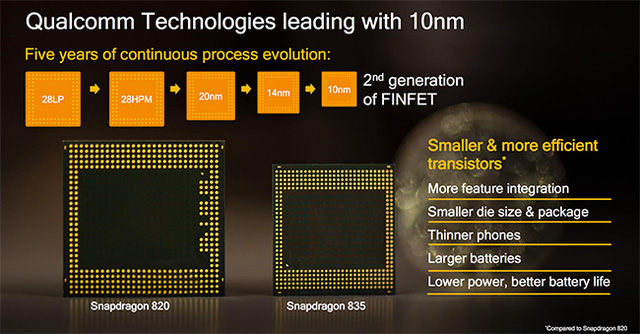 Qualcomm Technologies leading with 10nm
Five years of continuous process evolution:
28LP
28HPM
20nm
14nm
10nm
2nd generation
of FINFET
Smaller & more efficient
transistors*
More feature integration
Smaller die size & package
Thinner phones
Larger batteries
Lower power, better battery life
Snapdragon 820
Snapdragon 835
*Compared to Snapdragon 820